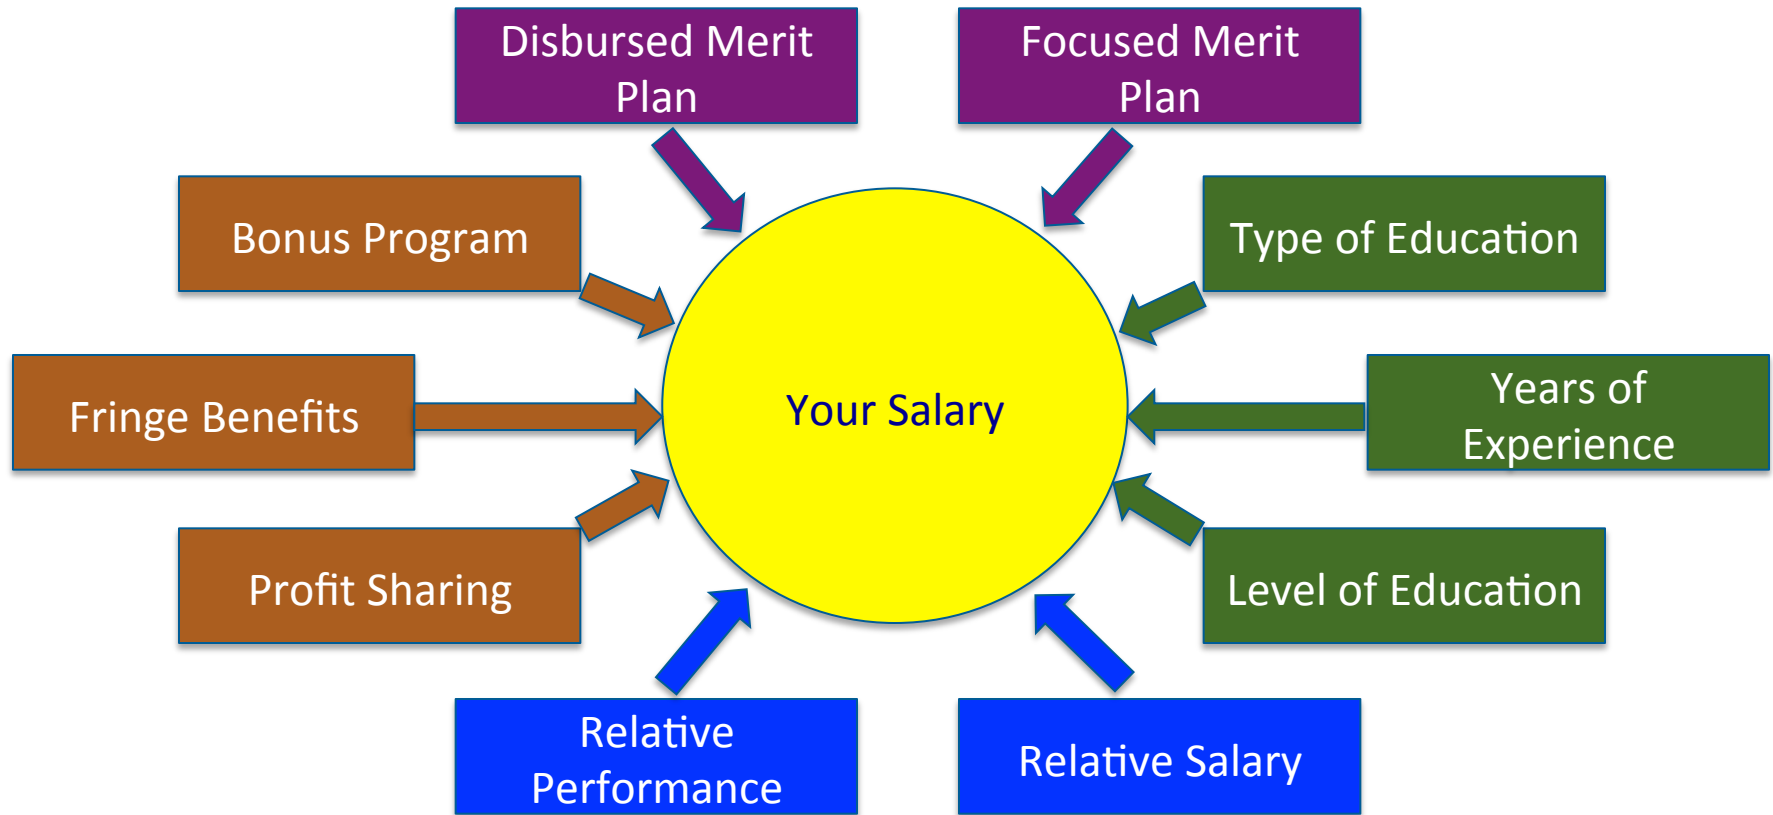 Disbursed Merit
Plan
Focused Merit
Plan
Bonus Program
Type of Education
Fringe Benefits
Your Salary
Years of
Experience
Profit Sharing
Level of Education
Relative
Performance
Relative Salary